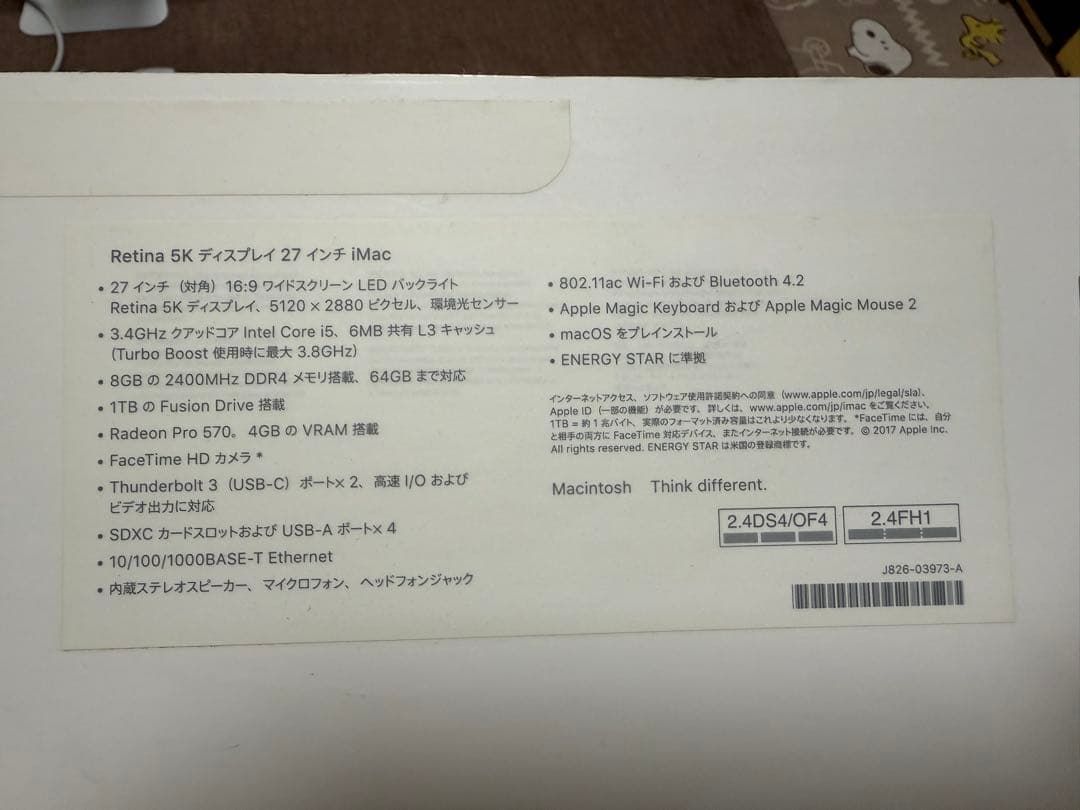 Retina 5K ディスプレイ 27 インチ iMac
• 27 インチ（対角）16:9 ワイドスクリーン LED バックライト
Retina 5K ディスプレイ、5120 × 2880 ピクセル、環境光センサー
• 3.4GHz クアッドコア Intel Core i5、6MB 共有 L3 キャッシュ
（Turbo Boost 使用時に最大 3.8GHz）
• 8GB の 2400MHz DDR4 メモリ搭載、64GB まで対応
• 1TB の Fusion Drive 搭載
• Radeon Pro 570。4GB の VRAM 搭載
• FaceTime HD カメラ *
• Thunderbolt 3（USB-C）ポート× 2、高速 I/O および
ビデオ出力に対応
• SDXC カードスロットおよび USB-A ポート× 4
• 10/100/1000BASE-T Ethernet
• 内蔵ステレオスピーカー、マイクロフォン、ヘッドフォンジャック
• 802.11ac Wi-Fi および Bluetooth 4.2
• Apple Magic Keyboard および Apple Magic Mouse 2
• macOS をプレインストール
• ENERGY STAR に準拠
インターネットアクセス、ソフトウェア使用許諾契約への同意（www.apple.com/jp/legal/sla）、
Apple ID（一部の機能）が必要です。詳しくは、www.apple.com/jp/imac をご覧ください。
1TB = 約 1 兆バイト、実際のフォーマット済み容量はこれより少なくなります。*FaceTime には、自分
と相手の両方に FaceTime 対応デバイス、またインターネット接続が必要です。© 2017 Apple Inc.
All rights reserved. ENERGY STAR は米国の登録商標です。
Macintosh Think different.
2.4DS4/OF4
2.4FH1
J826-03973-A